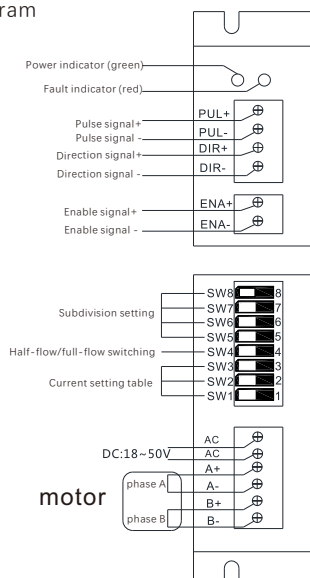 ram
Power indicator (green)
Fault indicator (red)
Pulse signal+ PUL+
Pulse signal - PUL-
Direction signal+ DIR+
Direction signal - DIR-
Enable signal+ ENA+
Enable signal - ENA-
SW8 8
SW7 7
Subdivision setting SW6 6
SW5 5
Half-flow/full-flow switching SW4 4
SW3 3
Current setting table SW2 2
SW1 1
AC
DC:18~50V AC
A+
phase A A-
motor B+
phase B B-